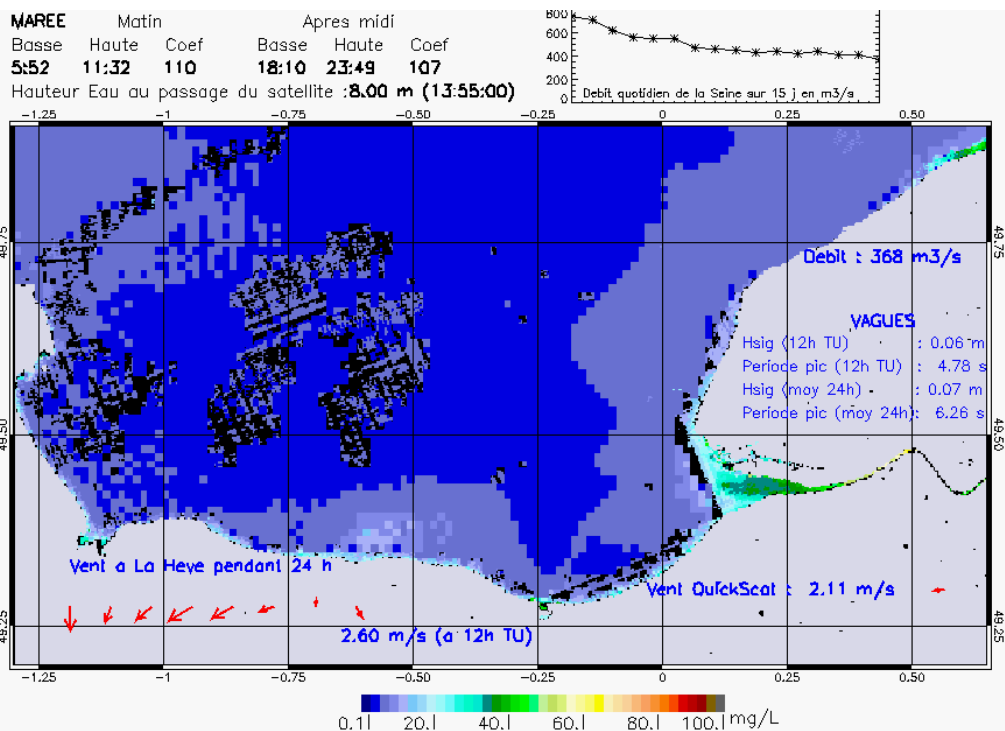 MAREE Matin Apres midi
Basse Haute Coef Basse Haute Coef
5:52 11:32 110 18:10 23:49 107
Hauteur Eau au passage du satellite :8.00 m (13:55:00)
800
600
400
200
0
Debit quotidien de la Seine sur 15 j en m3/s
−1.25 −1 −0.75 −0.50 −0.25 0 0.25 0.50
49.75 49.75
Debit : 368 m3/s
VAGUES
Hsig (12h TU) : 0.06 m
Periode pic (12h TU) : 4.78 s
Hsig (moy 24h) : 0.07 m
Periode pic (moy 24h): 6.26 s
49.50 49.50
Vent a La Heve pendant 24 h
Vent QuickScat : 2.11 m/s
49.25 49.25
2.60 m/s (a 12h TU)
−1.25 −1 −0.75 −0.50 −0.25 0 0.25 0.50
0.1| 20.| 40.| 60.| 80.| 100.| mg/L